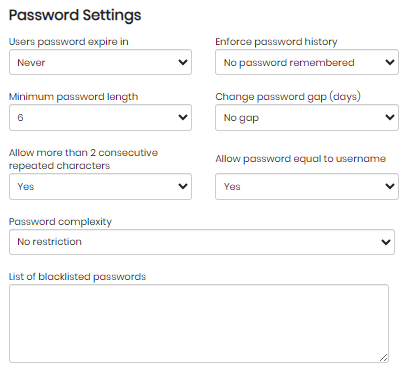 Password Settings
Users password expire in
Enforce password history
Never
No password remembered
Minimum password length
Change password gap (days)
6
No gap
Allow more than 2 consecutive
repeated characters
Allow password equal to username
Yes
Yes
Password complexity
No restriction
List of blacklisted passwords